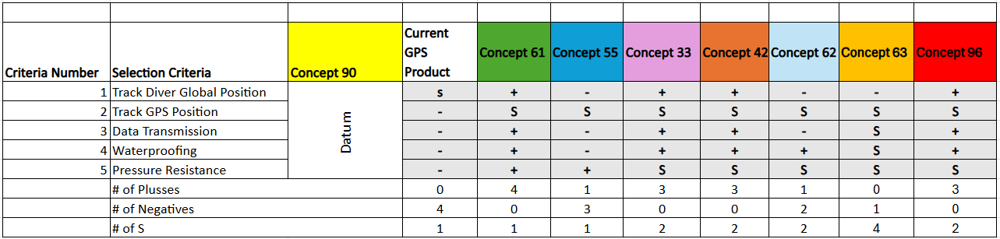 Criteria Number Selection Criteria Concept 90 Current GPS Product Concept 61 Concept 55 Concept 33 Concept 42 Concept 62 Concept 63 Concept 96
1 Track Diver Global Position Datum s + - + + - - +
2 Track GPS Position - S S S S S S S
3 Data Transmission - + - + + - S +
4 Waterproofing - + - + + + S +
5 Pressure Resistance - + + S S S S S
# of Plusses 0 4 1 3 3 1 0 3
# of Negatives 4 0 3 0 0 2 1 0
# of S 1 1 1 2 2 2 4 2